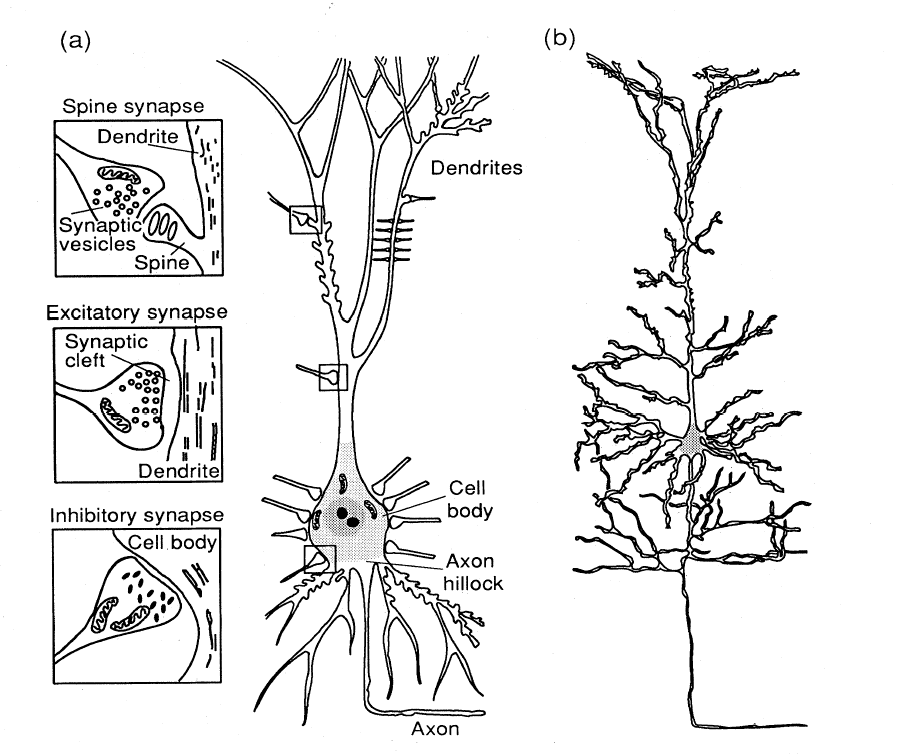 (a)
(b)
Spine synapse
Dendrite
Synaptic
vesicles
Spine
Dendrites
Excitatory synapse
Synaptic
cleft
Dendrite
Inhibitory synapse
Cell body
Cell
body
Axon
hillock
Axon